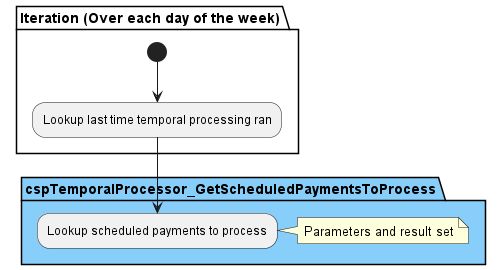 Iteration (Over each day of the week)
Lookup last time temporal processing ran
cspTemporalProcessor_GetScheduledPaymentsToProcess
Lookup scheduled payments to process
Parameters and result set